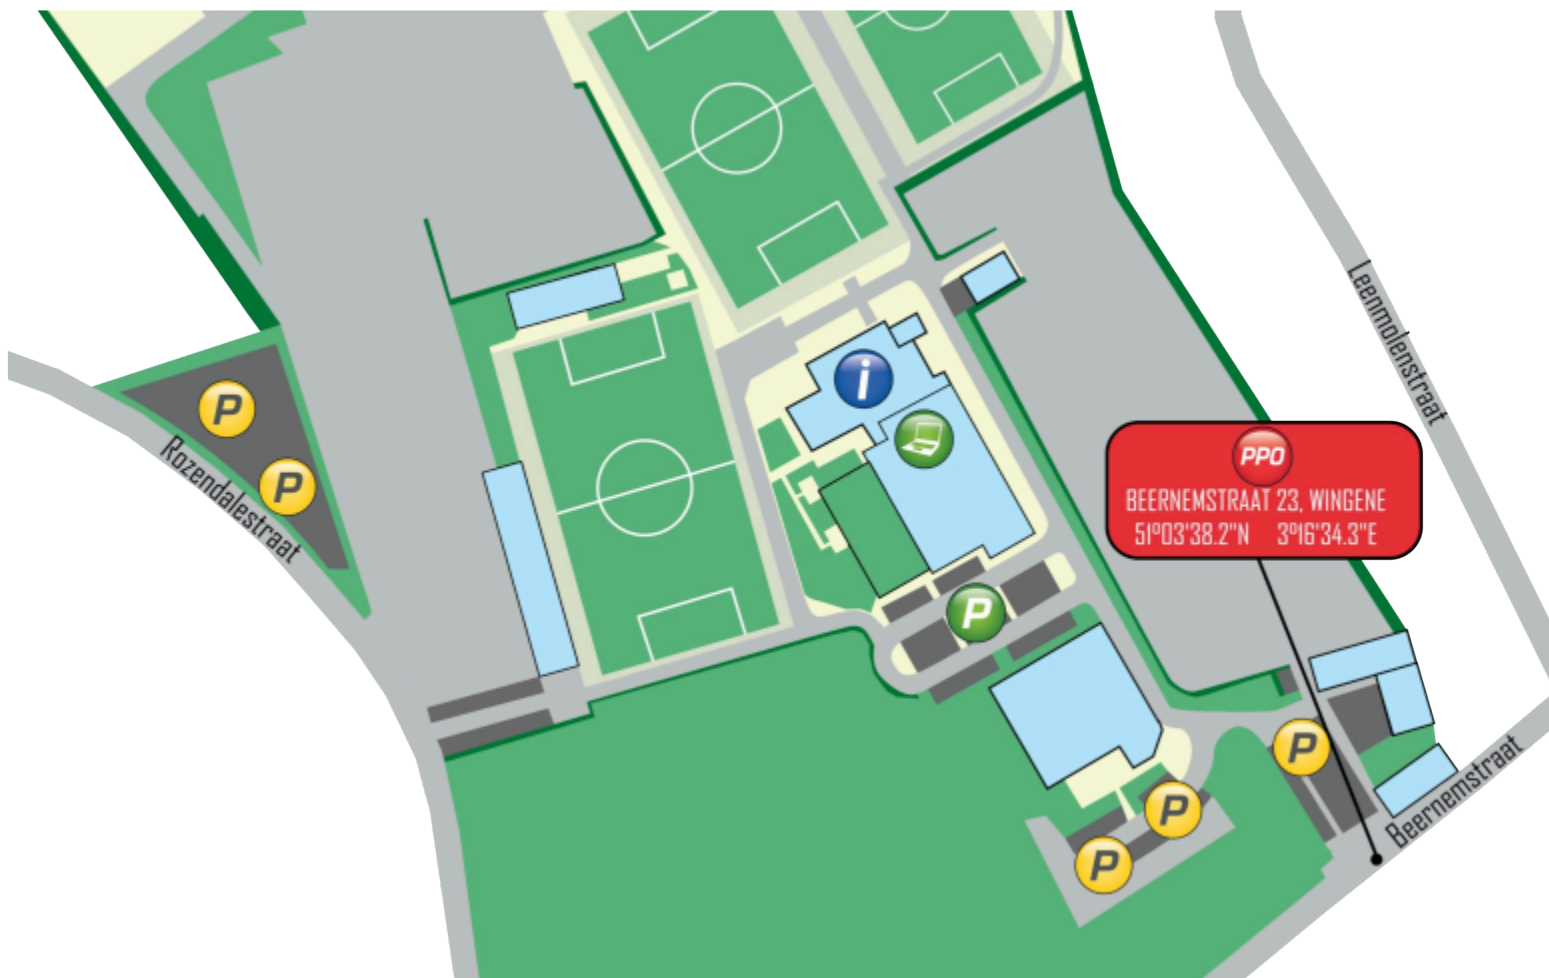 Leenmolenstraat
P
i
Rozendalestraat
P
PPO
BEERNEMSTRAAT 23, WINGENE
51°03'38.2"N 3°16'34.3"E
P
P
Beernemstraat
P
P